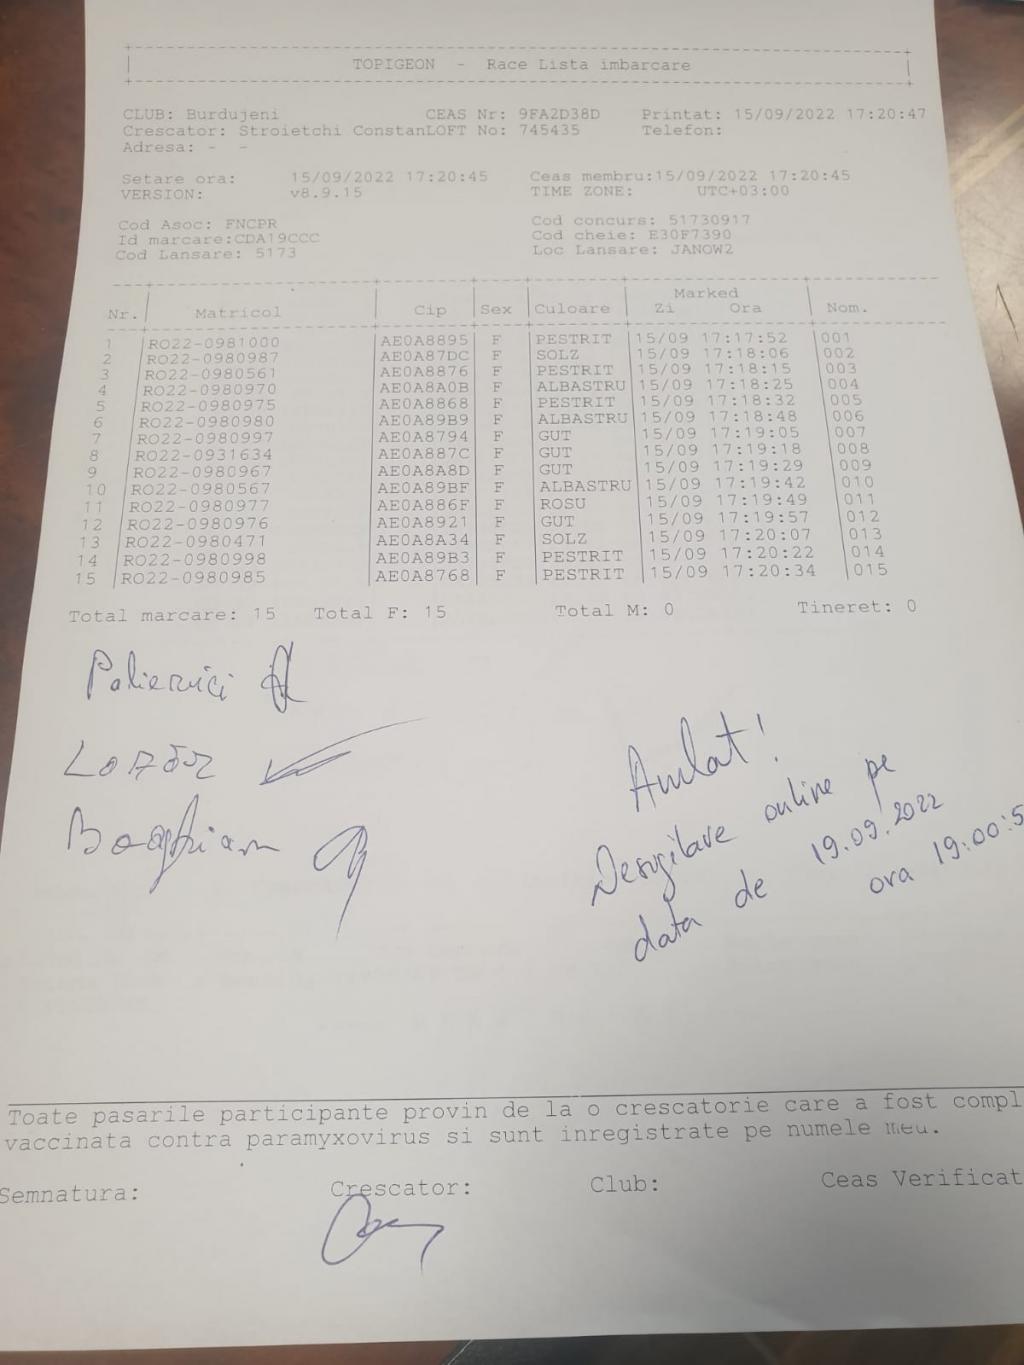 TOPIGEON - Race Lista imbarcare
CLUB: Burdujeni CEAS Nr: 9FA2D38D Printat: 15/09/2022 17:20:47
Crescator: Stroietchi ConstanLOFT No: 745435 Telefon:
Adresa: - -
Setare ora: 15/09/2022 17:20:45 Ceas membru:15/09/2022 17:20:45
VERSION: v8.9.15 TIME ZONE: UTC+03:00
Cod Asoc: FNCPR Cod concurs: 51730917
Id marcare:CDA19CCC Cod cheie: E30F7390
Cod Lansare: 5173 Loc Lansare: JANOW2
Marked
Nr. Matricol Cip Sex Culoare Zi Ora Nom.
1 RO22-0981000 AE0A8895 F PESTRIT 15/09 17:17:52 001
2 RO22-0980987 AE0A87DC F SOLZ 15/09 17:18:06 002
3 RO22-0980561 AE0A8876 F PESTRIT 15/09 17:18:15 003
4 RO22-0980970 AE0A8A0B F ALBASTRU 15/09 17:18:25 004
5 RO22-0980975 AE0A8868 F PESTRIT 15/09 17:18:32 005
6 RO22-0980980 AE0A89B9 F ALBASTRU 15/09 17:18:48 006
7 RO22-0980997 AE0A8794 F GUT 15/09 17:19:05 007
8 RO22-0931634 AE0A887C F GUT 15/09 17:19:18 008
9 RO22-0980967 AE0A8A8D F GUT 15/09 17:19:29 009
10 RO22-0980567 AE0A89BF F ALBASTRU 15/09 17:19:42 010
11 RO22-0980977 AE0A886F F ROSU 15/09 17:19:49 011
12 RO22-0980976 AE0A8921 F GUT 15/09 17:19:57 012
13 RO22-0980471 AE0A8A34 F SOLZ 15/09 17:20:07 013
14 RO22-0980998 AE0A89B3 F PESTRIT 15/09 17:20:22 014
15 RO22-0980985 AE0A8768 F PESTRIT 15/09 17:20:34 015
Total marcare: 15 Total F: 15 Total M: 0 Tineret: 0
Anulat!
Desigilare online pe
data de 19.09.2022
ora 19:00:5
Toate pasarile participante provin de la o crescatorie care a fost compl
vaccinata contra paramyxovirus si sunt inregistrate pe numele meu.
Semnatura: Crescator: Club: Ceas Verificat